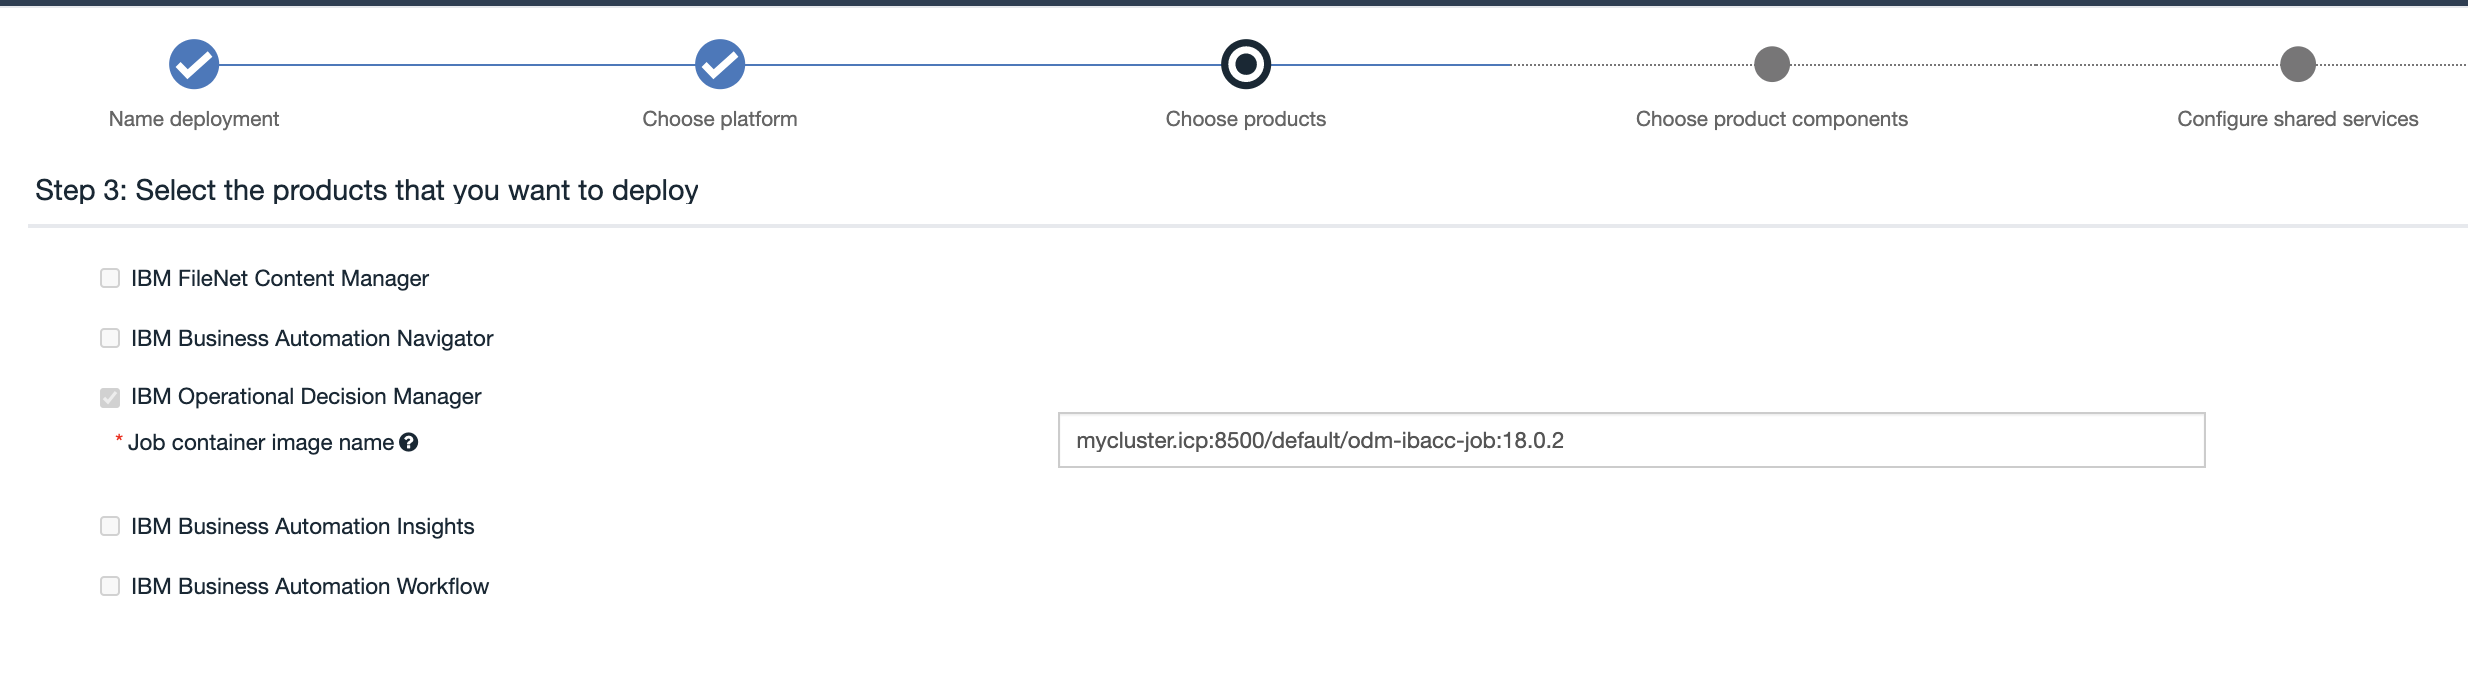 Name deployment
Choose platform
Choose products
Choose product components
Configure shared services
Step 3: Select the products that you want to deploy
IBM FileNet Content Manager
IBM Business Automation Navigator
IBM Operational Decision Manager
* Job container image name ?
mycluster.icp:8500/default/odm-ibacc-job:18.0.2
IBM Business Automation Insights
IBM Business Automation Workflow